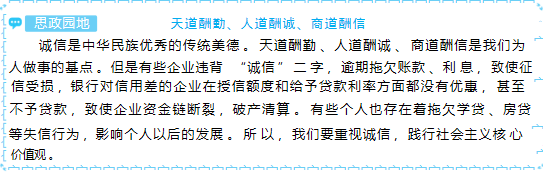 思政园地
天道酬勤、人道酬诚、商道酬信
诚信是中华民族优秀的传统美德。天道酬勤、人道酬诚、商道酬信是我们为
人做事的基点。但是有些企业违背“诚信”二字，逾期拖欠账款、利息，致使征
信受损，银行对信用差的企业在授信额度和给予贷款利率方面都没有优惠，甚至
不予贷款，致使企业资金链断裂，破产清算。有些个人也存在着拖欠学贷、房贷
等失信行为，影响个人以后的发展。所以，我们要重视诚信，践行社会主义核心
价值观。